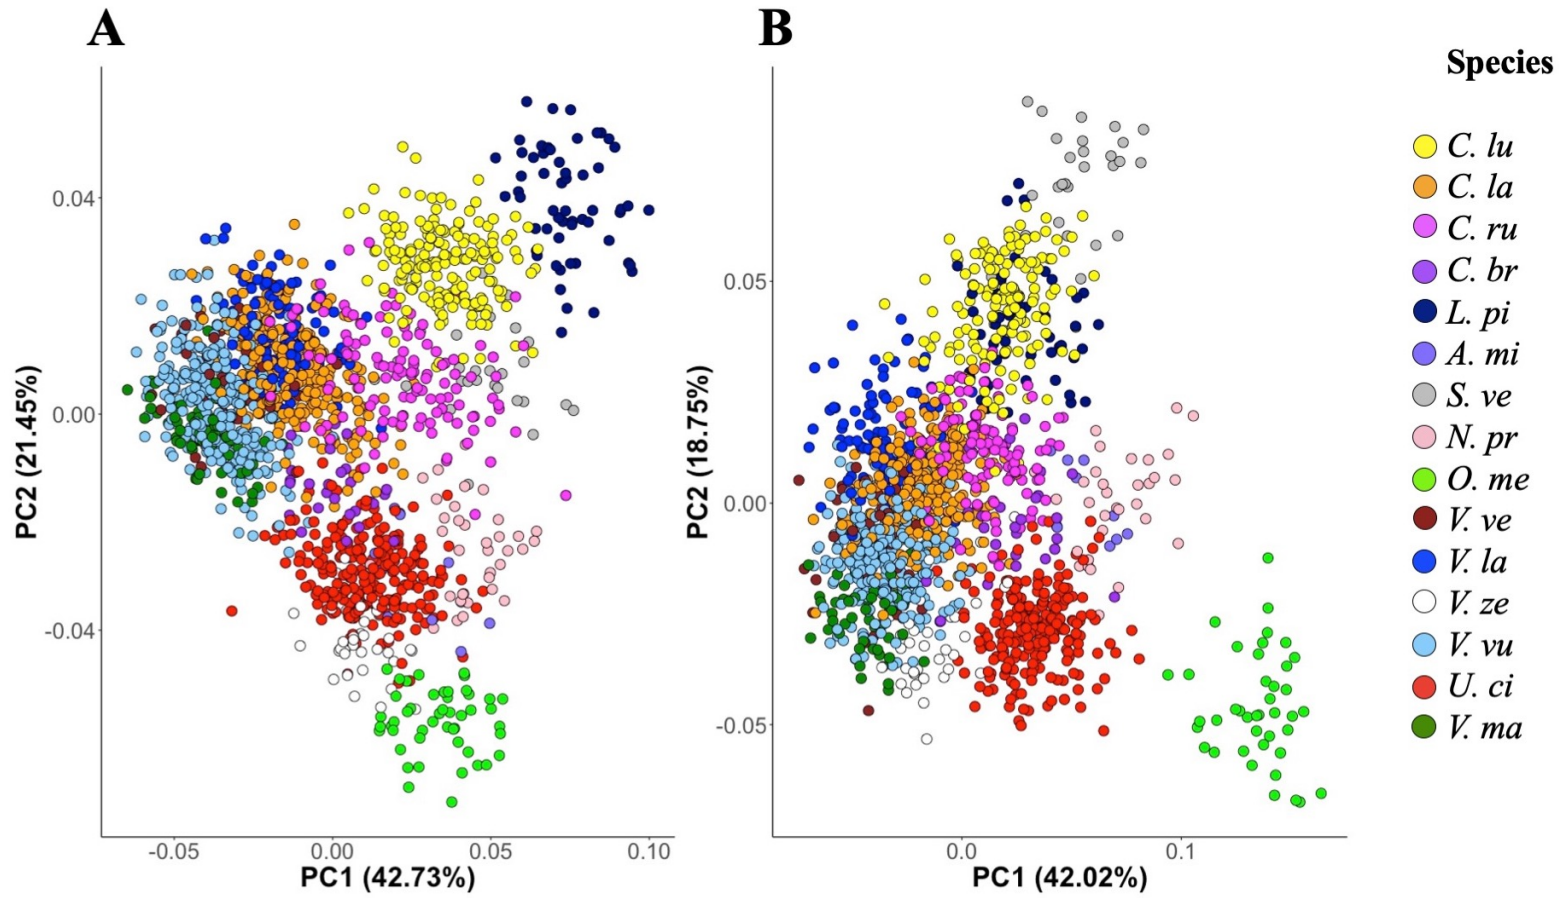 A
B
Species
C. lu
C. la
C. ru
C. br
L. pi
A. mi
S. ve
N. pr
O. me
V. ve
V. la
V. ze
V. vu
U. ci
V. ma
PC2 (21.45%)
0.04
0.00
-0.04
-0.05
0.00
0.05
0.10
PC1 (42.73%)
PC2 (18.75%)
0.05
0.00
-0.05
0.0
0.1
PC1 (42.02%)